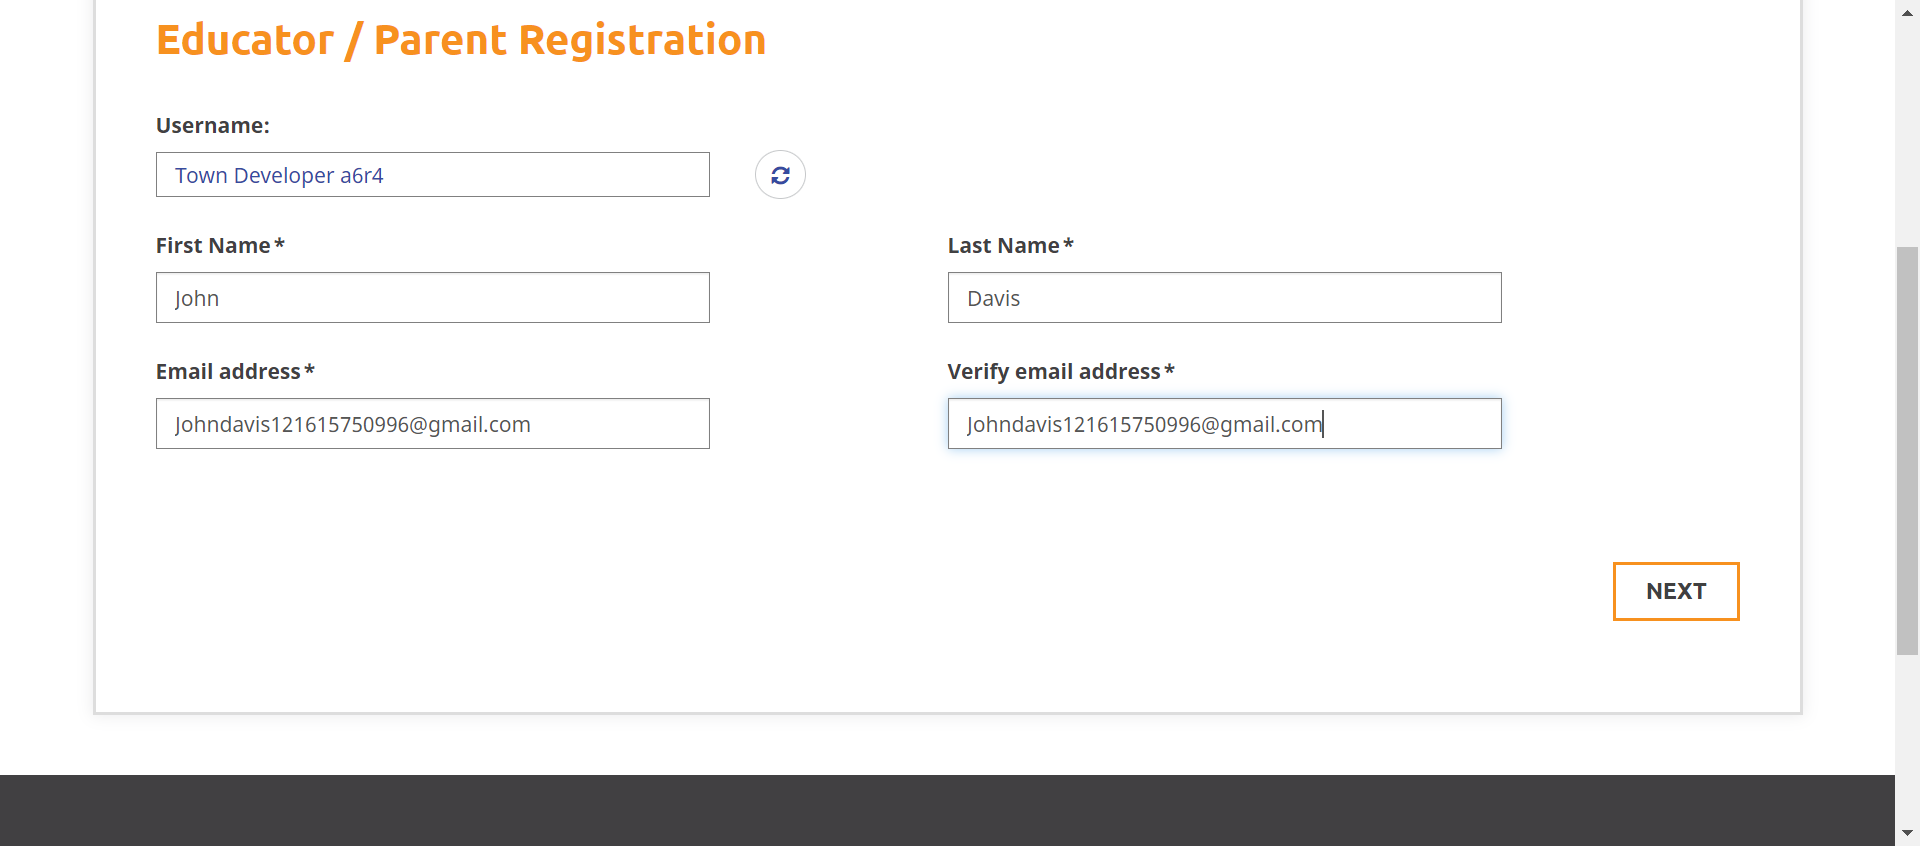 Educator / Parent Registration
Username:
Town Developer a6r4
First Name*
Last Name*
John
Davis
Email address*
Verify email address*
Johndavis121615750996@gmail.com
Johndavis121615750996@gmail.com
NEXT